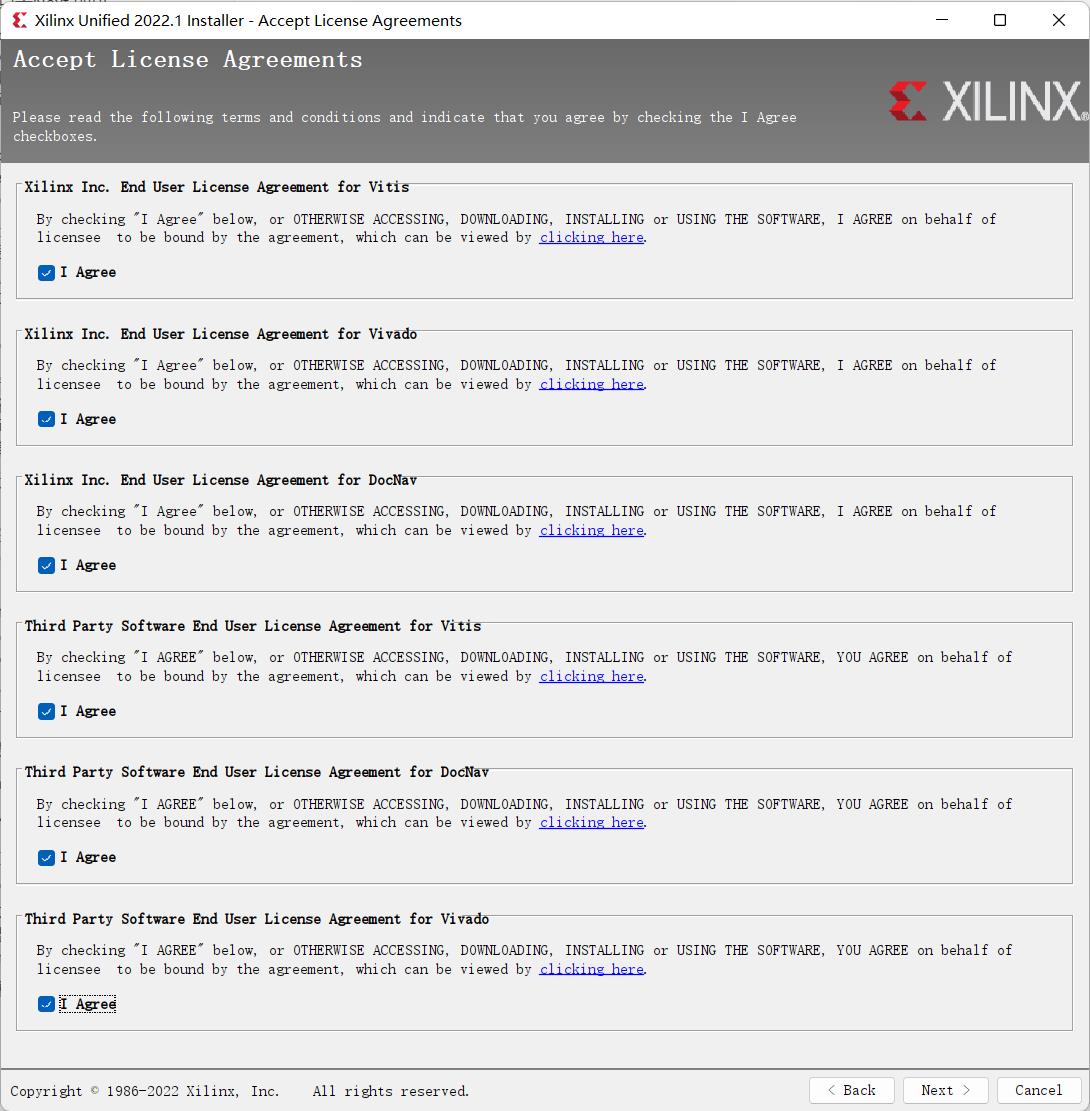 Xilinx Unified 2022.1 Installer - Accept License Agreements
Accept License Agreements
Please read the following terms and conditions and indicate that you agree by checking the I Agree
checkboxes.
XILINX®
Xilinx Inc. End User License Agreement for Vitis
By checking "I Agree" below, or OTHERWISE ACCESSING, DOWNLOADING, INSTALLING or USING THE SOFTWARE, I AGREE on behalf of
licensee  to be bound by the agreement, which can be viewed by clicking here.
I Agree
Xilinx Inc. End User License Agreement for Vivado
By checking "I Agree" below, or OTHERWISE ACCESSING, DOWNLOADING, INSTALLING or USING THE SOFTWARE, I AGREE on behalf of
licensee  to be bound by the agreement, which can be viewed by clicking here.
I Agree
Xilinx Inc. End User License Agreement for DocNav
By checking "I Agree" below, or OTHERWISE ACCESSING, DOWNLOADING, INSTALLING or USING THE SOFTWARE, I AGREE on behalf of
licensee  to be bound by the agreement, which can be viewed by clicking here.
I Agree
Third Party Software End User License Agreement for Vitis
By checking "I AGREE" below, or OTHERWISE ACCESSING, DOWNLOADING, INSTALLING or USING THE SOFTWARE, YOU AGREE on behalf of
licensee  to be bound by the agreement, which can be viewed by clicking here.
I Agree
Third Party Software End User License Agreement for DocNav
By checking "I AGREE" below, or OTHERWISE ACCESSING, DOWNLOADING, INSTALLING or USING THE SOFTWARE, YOU AGREE on behalf of
licensee  to be bound by the agreement, which can be viewed by clicking here.
I Agree
Third Party Software End User License Agreement for Vivado
By checking "I AGREE" below, or OTHERWISE ACCESSING, DOWNLOADING, INSTALLING or USING THE SOFTWARE, YOU AGREE on behalf of
licensee  to be bound by the agreement, which can be viewed by clicking here.
I Agree
Copyright © 1986-2022 Xilinx, Inc.    All rights reserved.
< Back
Next >
Cancel